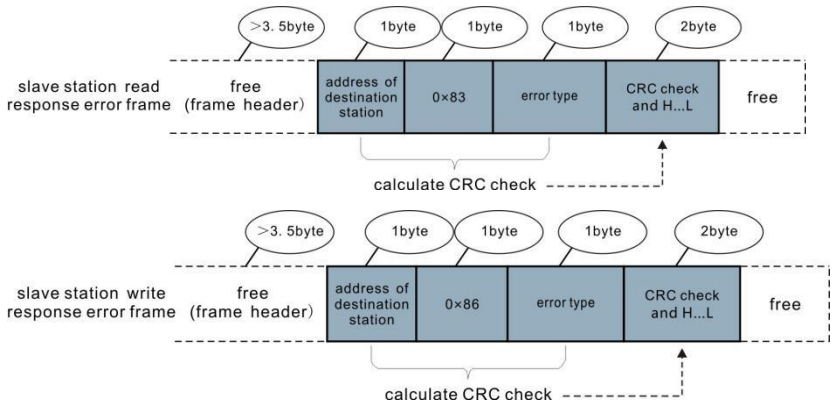 >3.5byte 1byte 1byte 1byte 2byte
slave station read
response error frame
free
(frame header)
address of
destination
station
0×83
error type
CRC check
and H...L
free
calculate CRC check
>3.5byte 1byte 1byte 1byte 2byte
slave station write
response error frame
free
(frame header)
address of
destination
station
0×86
error type
CRC check
and H...L
free
calculate CRC check